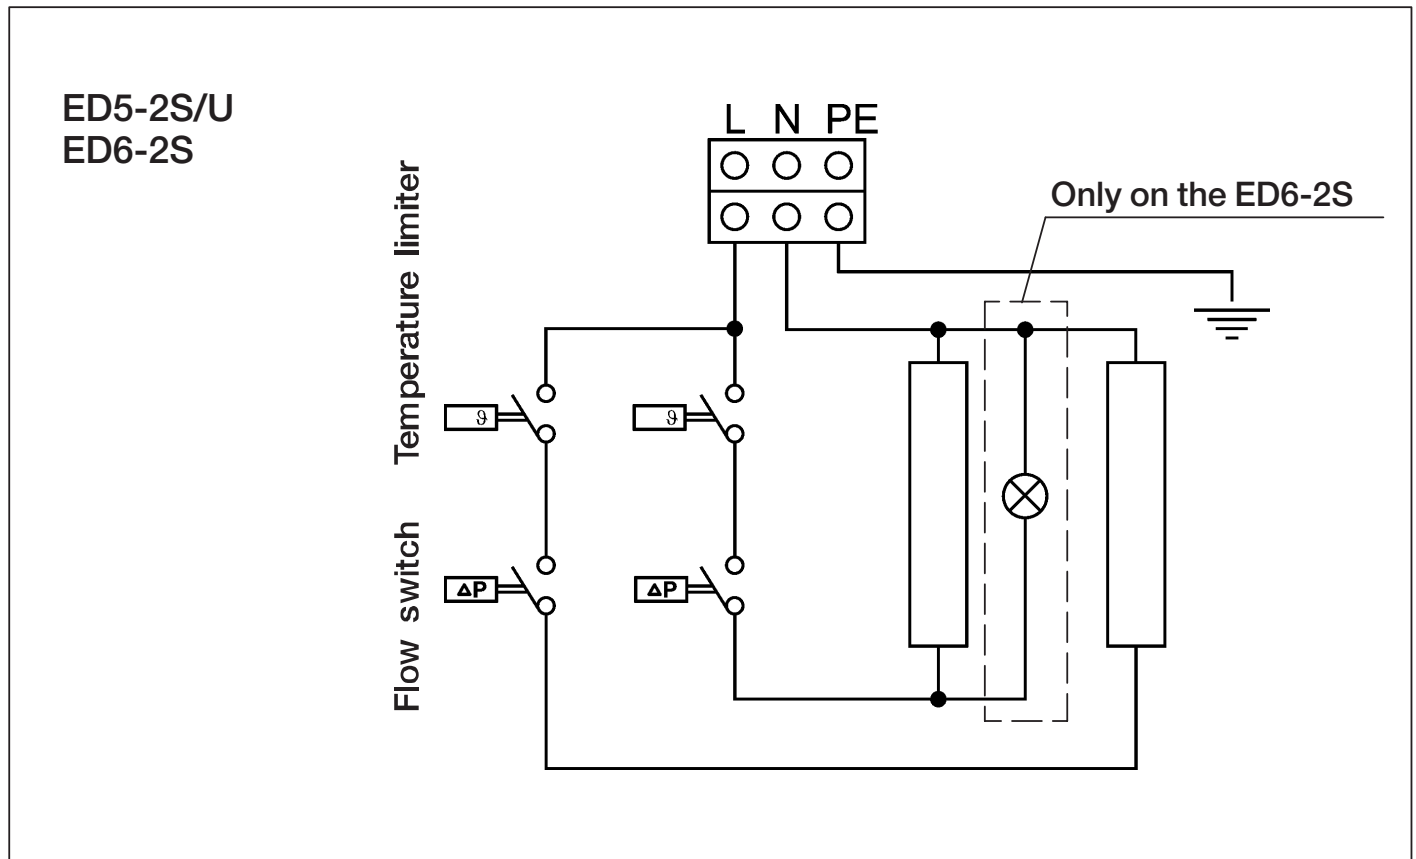 ED5-2S/U
ED6-2S
L N PE
Only on the ED6-2S
Temperature limiter
Flow switch
ϑ
ϑ
ΔP
ΔP